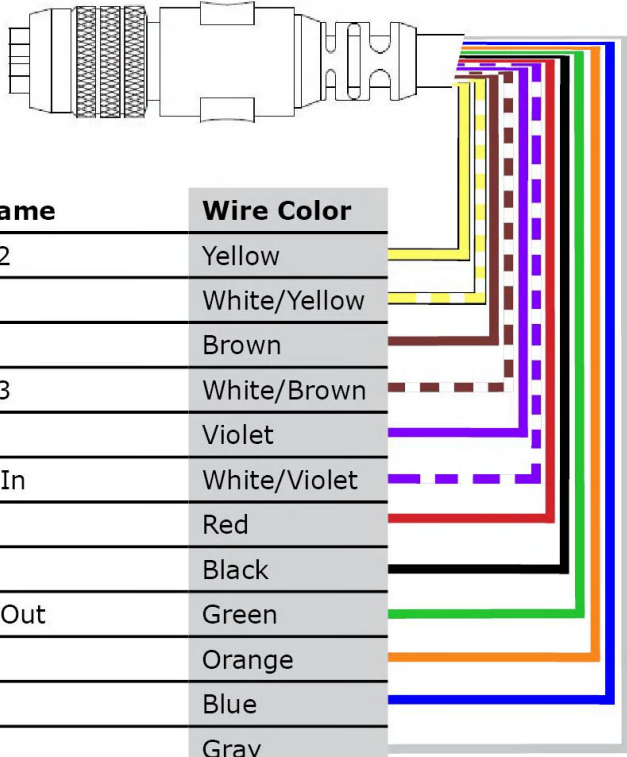 ame Wire Color
2 Yellow
White/Yellow
Brown
3 White/Brown
Violet
In White/Violet
Red
Black
Out Green
Orange
Blue
Gray